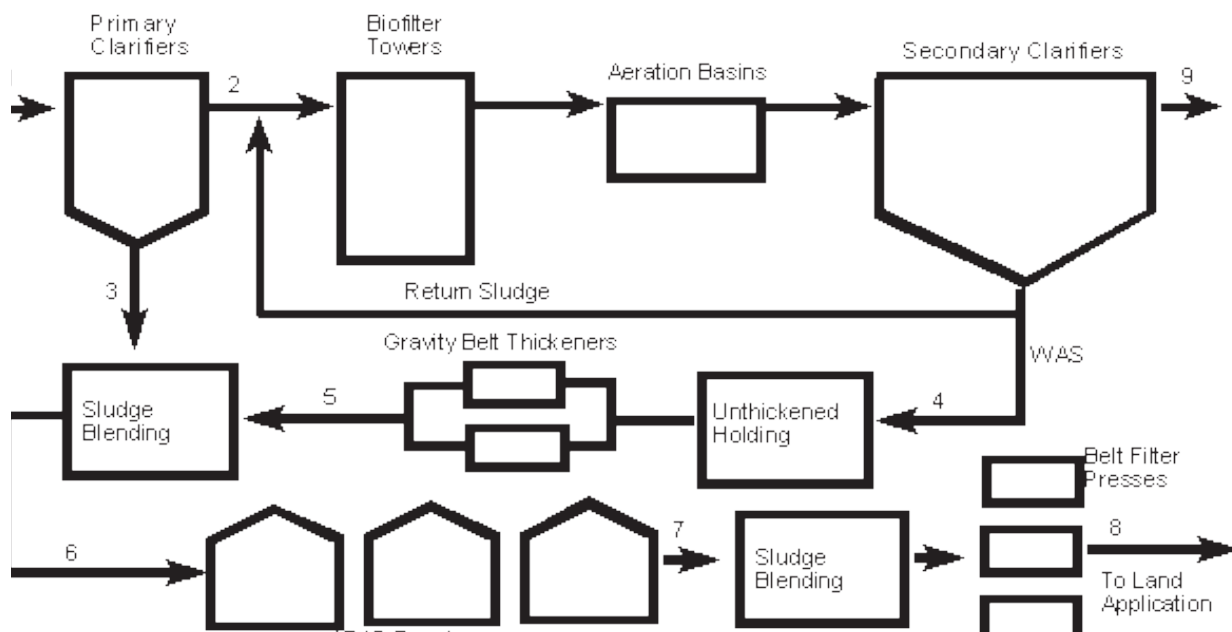 Primary
Clarifiers
Biofilter
Towers
Aeration Basins
Secondary Clarifiers
2
9
3
Return Sludge
Gravity Belt Thickeners
WAS
5
4
Sludge
Blending
Unthickened
Holding
Belt Filter
Presses
6
7
8
Sludge
Blending
To Land
Application